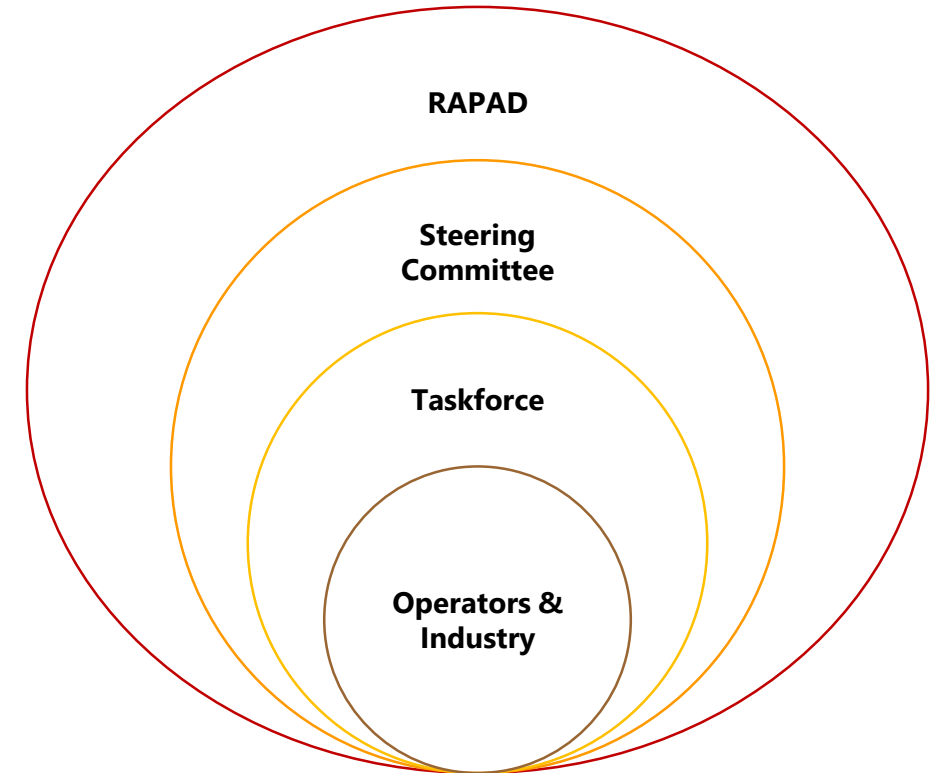 RAPAD
Steering
Committee
Taskforce
Operators &
Industry